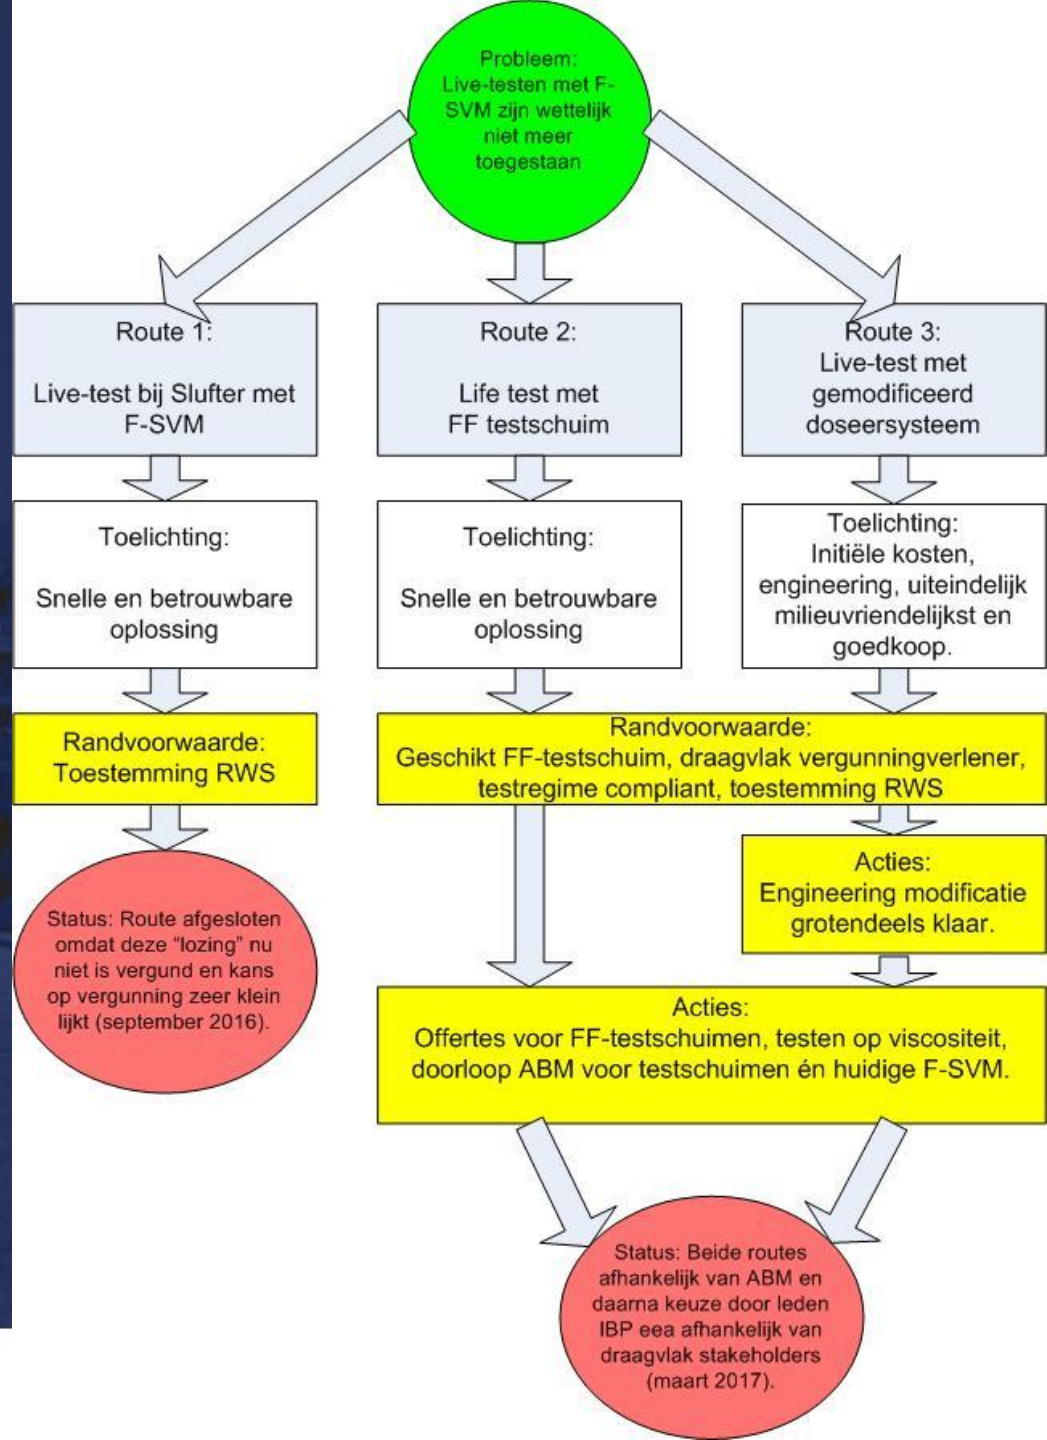 Probleem:
Live-testen met F-
SVM zijn wettelijk
niet meer
toegestaan
Route 1:
Live-test bij Slufter met
F-SVM
Route 2:
Life test met
FF testschuim
Route 3:
Live-test met
gemodificeerd
doseersysteem
Toelichting:
Snelle en betrouwbare
oplossing
Toelichting:
Snelle en betrouwbare
oplossing
Toelichting:
Initiële kosten,
engineering, uiteindelijk
milieuvriendelijkst en
goedkoop.
Randvoorwaarde:
Toestemming RWS
Randvoorwaarde:
Geschikt FF-testschuim, draagvlak vergunningverlener,
testregime compliant, toestemming RWS
Acties:
Engineering modificatie
grotendeels klaar.
Status: Route afgesloten
omdat deze “lozing” nu
niet is vergund en kans
op vergunning zeer klein
lijkt (september 2016).
Acties:
Offertes voor FF-testschuimen, testen op viscositeit,
doorloop ABM voor testschuimen én huidige F-SVM.
Status: Beide routes
afhankelijk van ABM en
daarna keuze door leden
IBP eea afhankelijk van
draagvlak stakeholders
(maart 2017).